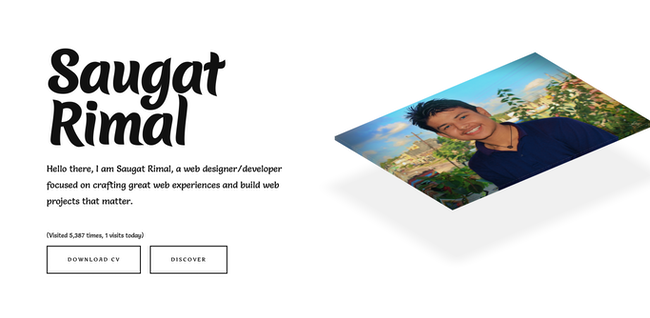 Saugat
Rimal
Hello there, I am Saugat Rimal, a web designer/developer
focused on crafting great web experiences and build web
projects that matter.
(Visited 5,387 times, 1 visits today)
DOWNLOAD CV
DISCOVER